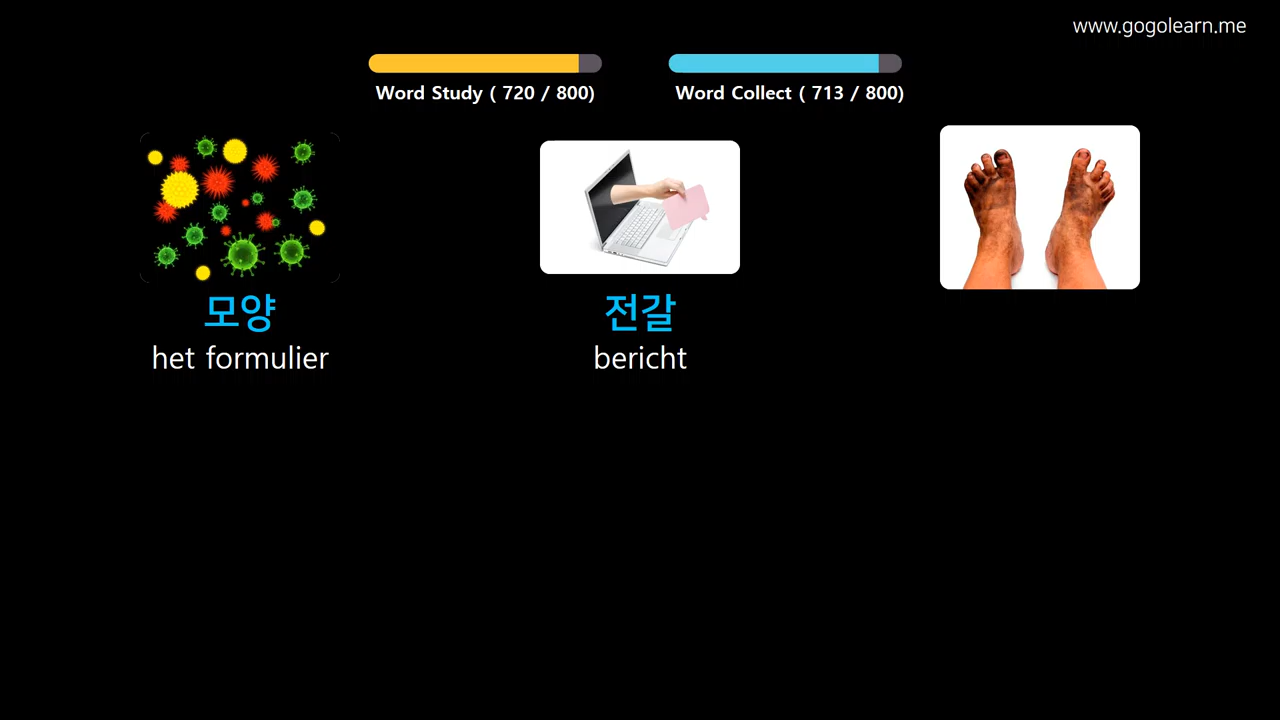 www.gogolearn.me
Word Study ( 720 / 800)
Word Collect ( 713 / 800)
모양
het formulier
전갈
bericht